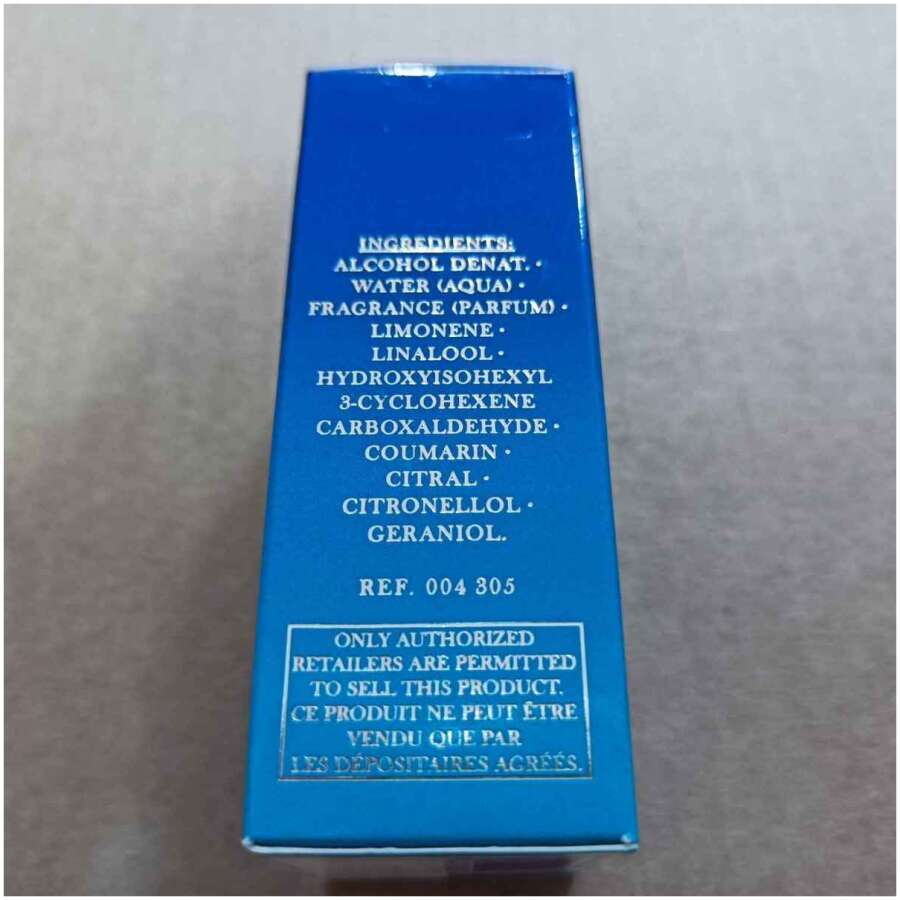 INGREDIENTS:
ALCOHOL DENAT. ·
WATER (AQUA) ·
FRAGRANCE (PARFUM) ·
LIMONENE ·
LINALOOL ·
HYDROXYISOHEXYL
3-CYCLOHEXENE
CARBOXALDEHYDE ·
COUMARIN ·
CITRAL ·
CITRONELLOL ·
GERANIOL.
REF. 004 305
ONLY AUTHORIZED
RETAILERS ARE PERMITTED
TO SELL THIS PRODUCT.
CE PRODUIT NE PEUT ÊTRE
VENDU QUE PAR
LES DÉPOSITAIRES AGRÉÉS.